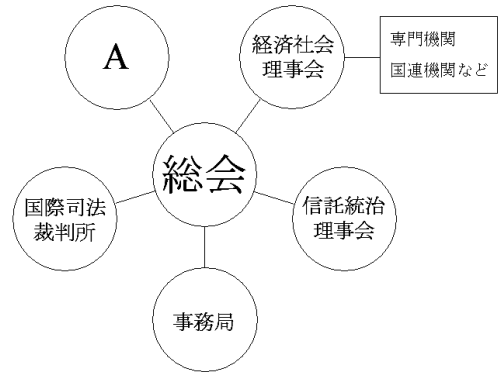 A
経済社会
理事会
専門機関
国連機関など
総会
国際司法
裁判所
信託統治
理事会
事務局